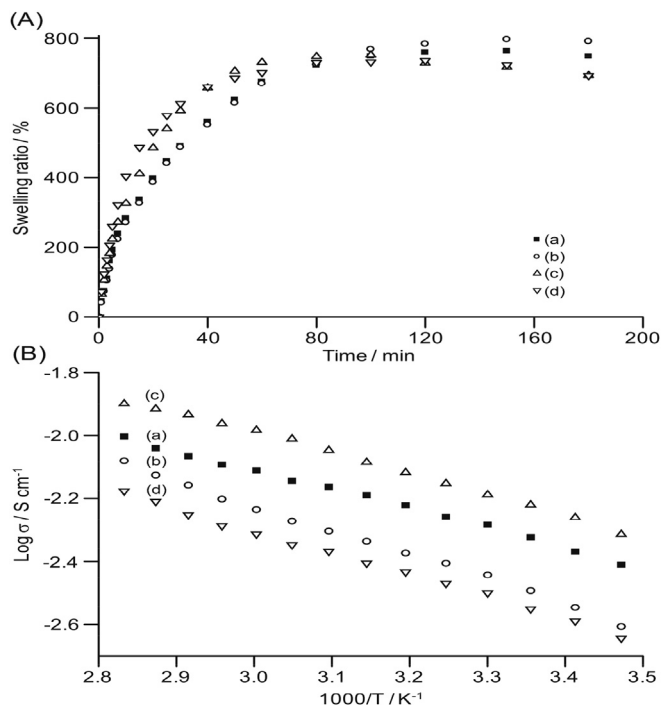 (A)
800
600
400
200
0
Swelling ratio / %
(a)
(b)
(c)
(d)
0 40 80 120 160 200
Time / min
(B)
-1.8
-2.0
-2.2
-2.4
-2.6
Log σ / S cm⁻¹
(c)
(a)
(b)
(d)
2.8 2.9 3.0 3.1 3.2 3.3 3.4 3.5
1000/T / K⁻¹